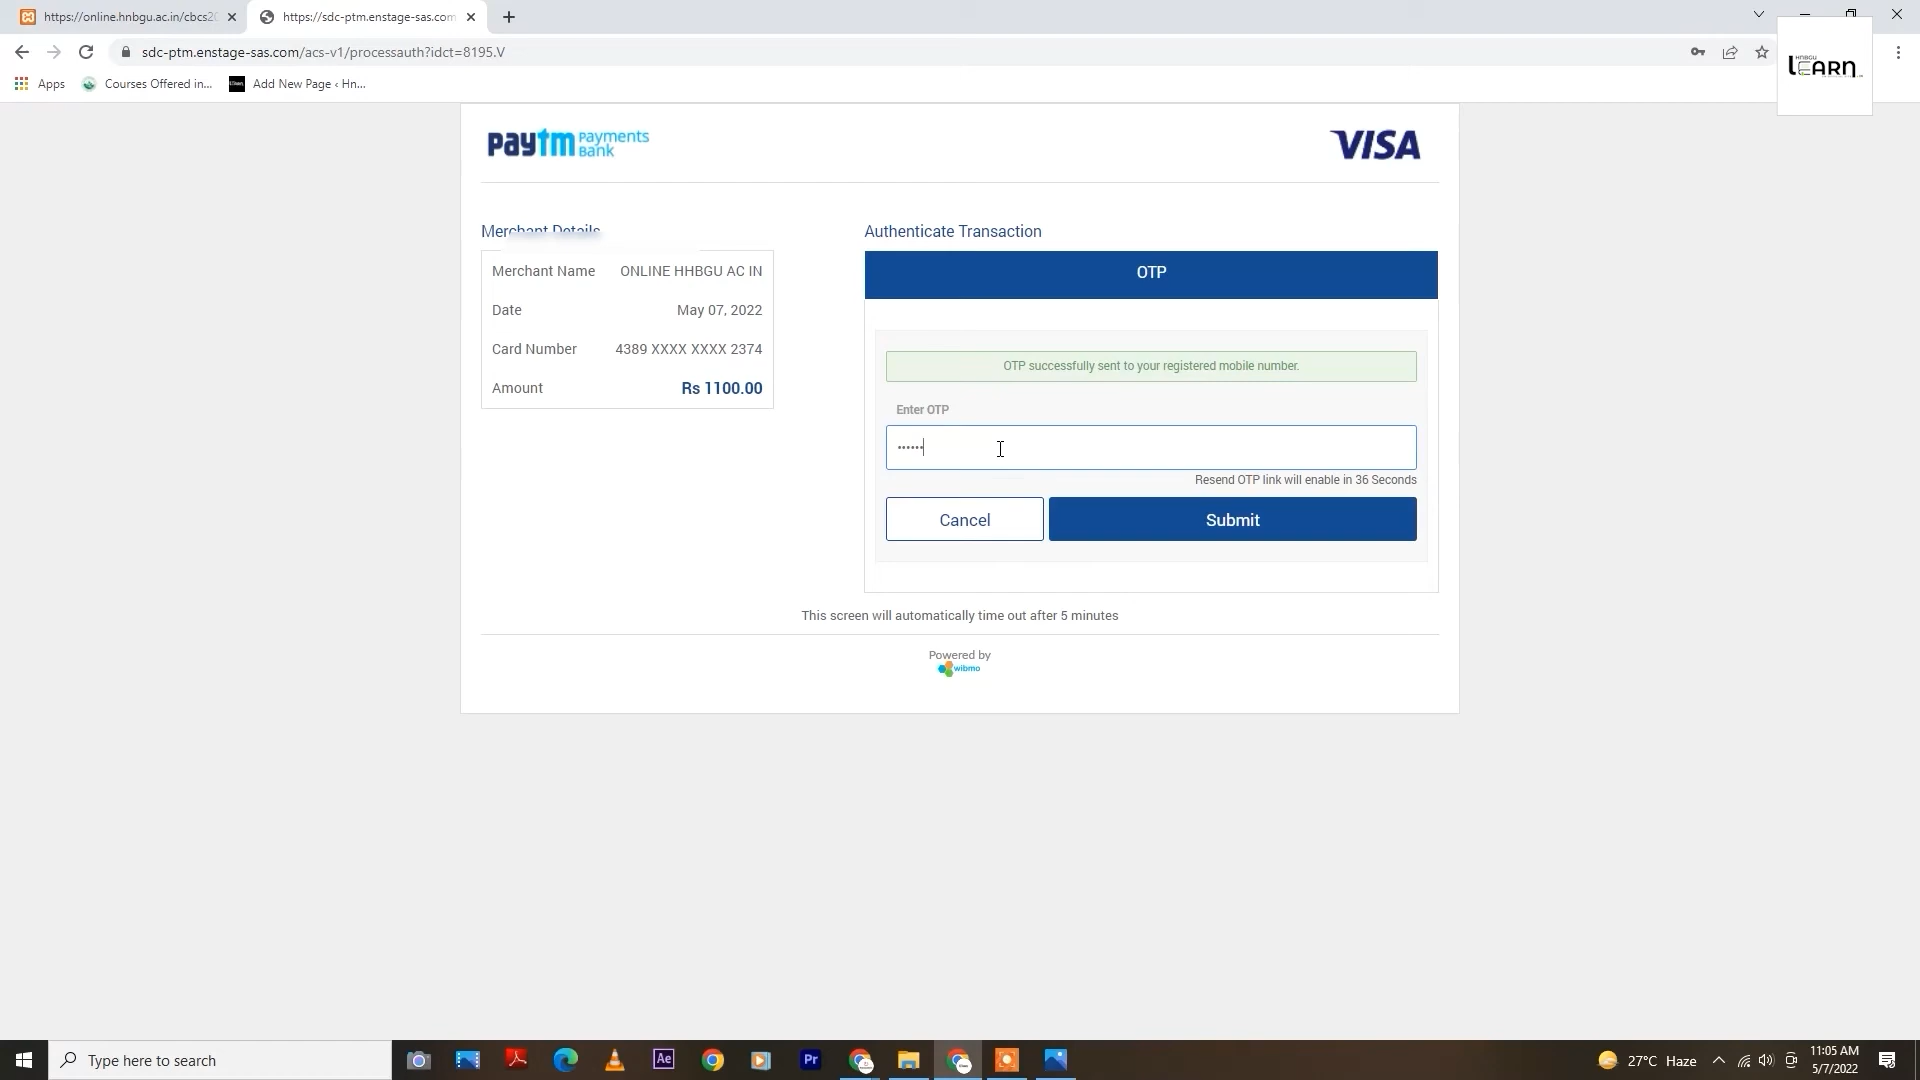 https://online.hnbgu.ac.in/cbcs20
https://sdc-ptm.enstage-sas.com
sdc-ptm.enstage-sas.com/acs-v1/processauth?idct=8195.V
HNBGU
LEARN
Apps
Courses Offered in...
Add New Page ‹ Hn...
paytm Payments Bank
VISA
Merchant Details
Merchant Name ONLINE HHBGU AC IN
Date May 07, 2022
Card Number 4389 XXXX XXXX 2374
Amount Rs 1100.00
Authenticate Transaction
OTP
OTP successfully sent to your registered mobile number.
Enter OTP
••••••
Resend OTP link will enable in 36 Seconds
Cancel
Submit
This screen will automatically time out after 5 minutes
Powered by
wibmo
Type here to search
Ae
Pr
27°C Haze
11:05 AM
5/7/2022